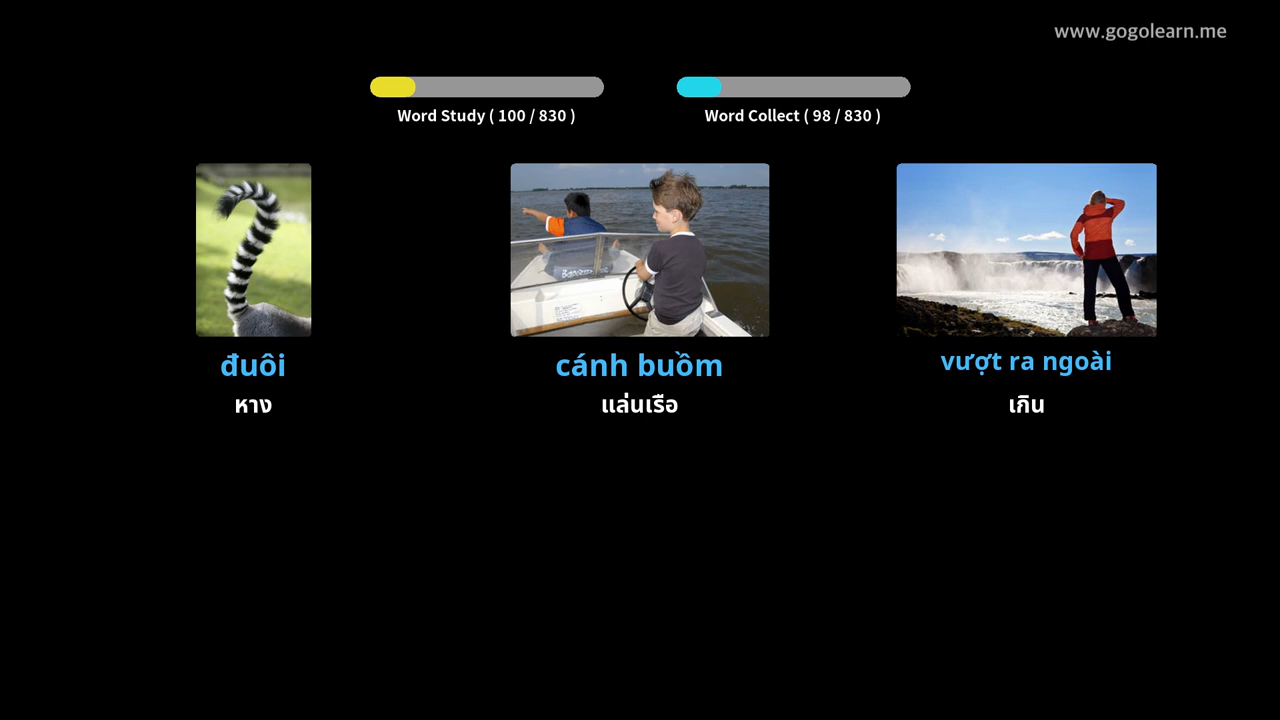 www.gogolearn.me
Word Study ( 100 / 830 )
Word Collect ( 98 / 830 )
đuôi
cánh buồm
vượt ra ngoài
หาง
แล่นเรือ
เกิน